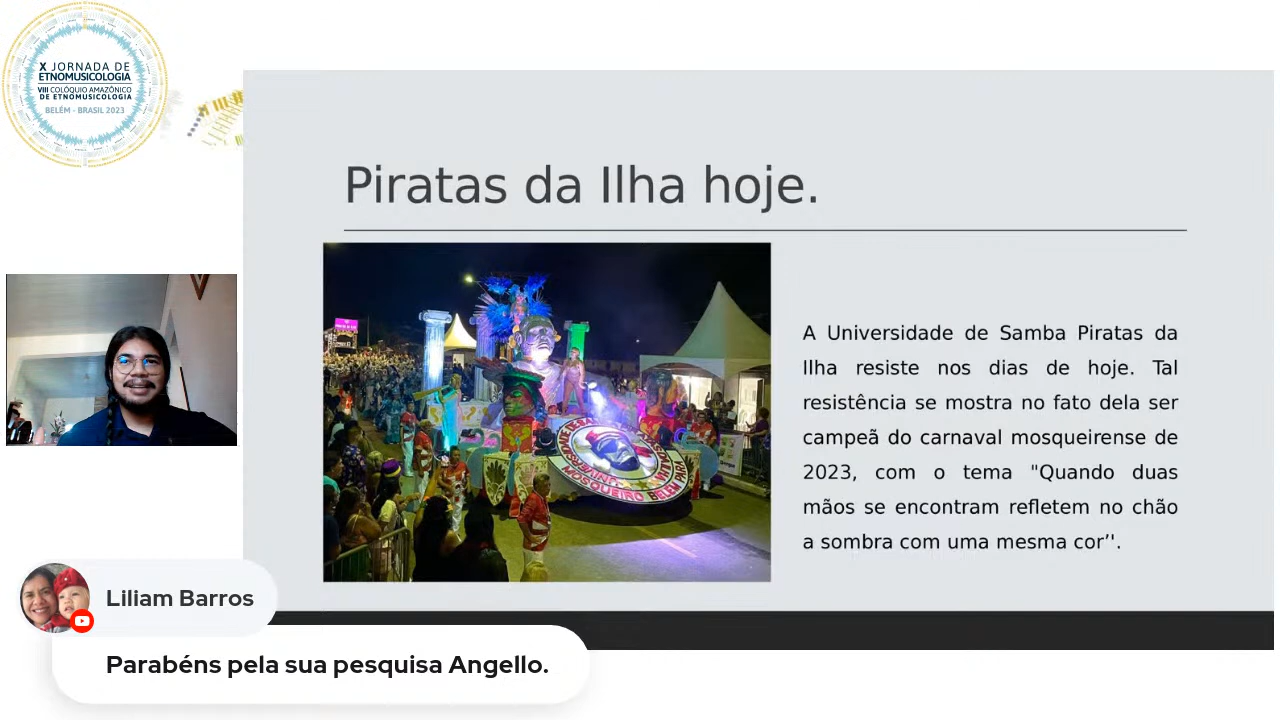 X JORNADA DE
ETNOMUSICOLOGIA
VIII COLÓQUIO AMAZÔNICO
DE ETNOMUSICOLOGIA
BELÉM - BRASIL 2023
Piratas da Ilha hoje.
A Universidade de Samba Piratas da
Ilha resiste nos dias de hoje. Tal
resistência se mostra no fato dela ser
campeã do carnaval mosqueirense de
2023, com o tema "Quando duas
mãos se encontram refletem no chão
a sombra com uma mesma cor’'.
MOSQUEIRO BELÉM PARÁ
Liliam Barros
Parabéns pela sua pesquisa Angello.